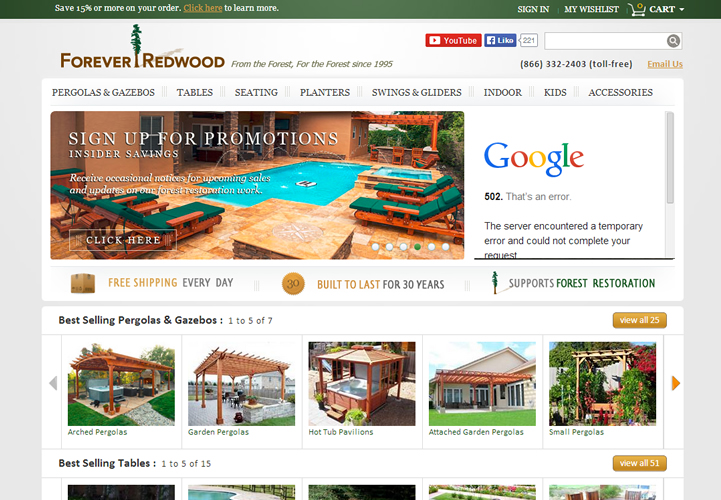 Save 15% or more on your order. Click here to learn more.
SIGN IN
MY WISHLIST
0
CART
FOREVER REDWOOD
From the Forest, For the Forest since 1995
YouTube
Like
221
(866) 332-2403 (toll-free)
Email Us
PERGOLAS & GAZEBOS
TABLES
SEATING
PLANTERS
SWINGS & GLIDERS
INDOOR
KIDS
ACCESSORIES
SIGN UP FOR PROMOTIONS
INSIDER SAVINGS
Receive occasional notices for upcoming sales
and updates on our forest restoration work.
CLICK HERE
Google
502. That's an error.
The server encountered a temporary
error and could not complete your
request
FREE SHIPPING EVERY DAY
30
BUILT TO LAST FOR 30 YEARS
SUPPORTS FOREST RESTORATION
Best Selling Pergolas & Gazebos : 1 to 5 of 7
view all 25
Arched Pergolas
Garden Pergolas
Hot Tub Pavilions
Attached Garden Pergolas
Small Pergolas
Best Selling Tables : 1 to 5 of 15
view all 51